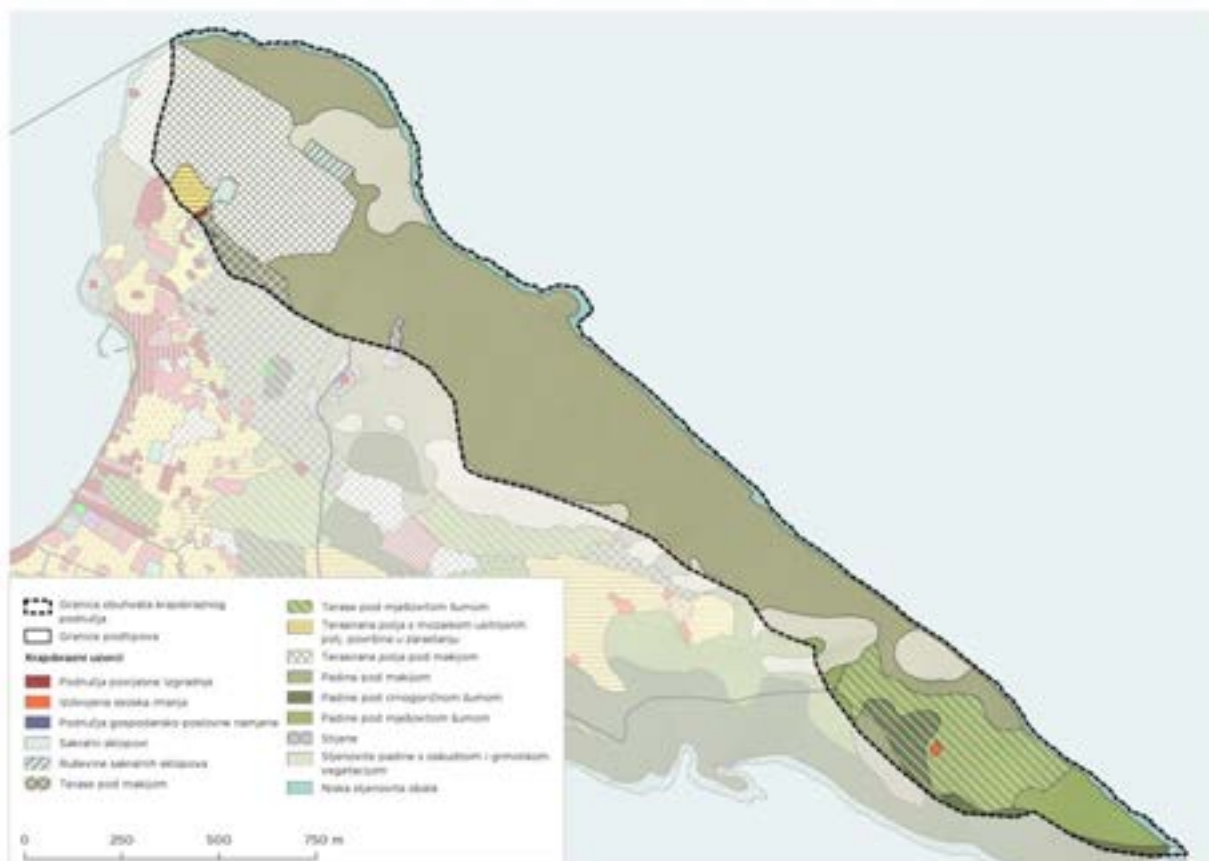 Granica obuhvata krajobraznog
područja
Granice podtipova
Krajobrazni uzorci
Područja povijesne izgradnje
Izdvojena seoska imanja
Područja gospodarsko poslovne namjene
Sakralni sklopovi
Ruševine sakralnih sklopova
Terase pod makijom
Terase pod mješovitom šumom
Terasirana polja s mozaikom usitnjenih
polj. površina u zarastanju
Terasirana polja pod makijom
Padine pod makijom
Padine pod crnogoričnom šumom
Padine pod mješovitom šumom
Stijene
Stjenovite padine s oskudnom i grmolikom
vegetacijom
Niska stjenovita obala
0 250 500 750 m